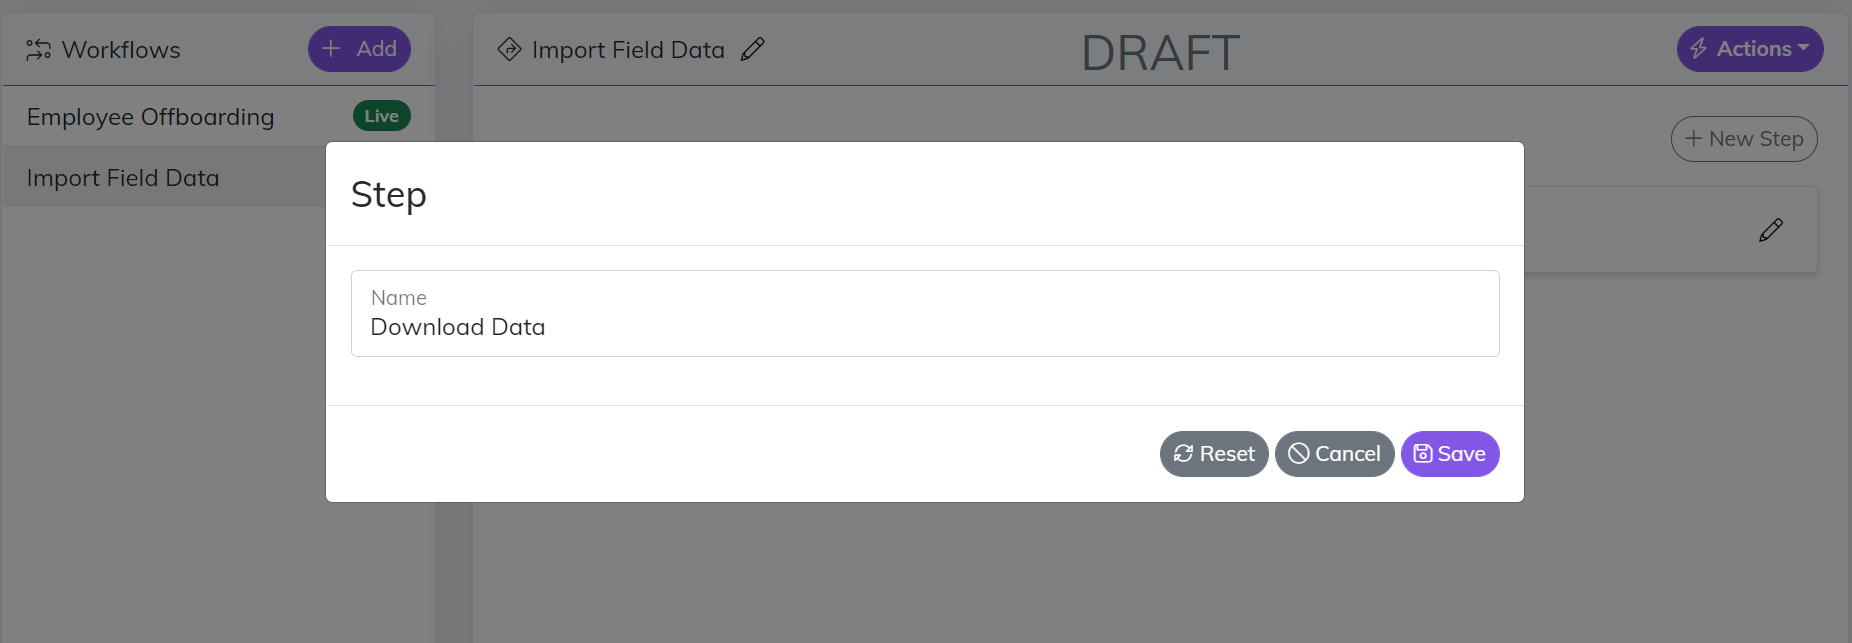 Workflows
Add
Employee Offboarding
Live
Import Field Data
Import Field Data
DRAFT
Actions
New Step
Step
Name
Download Data
Reset
Cancel
Save